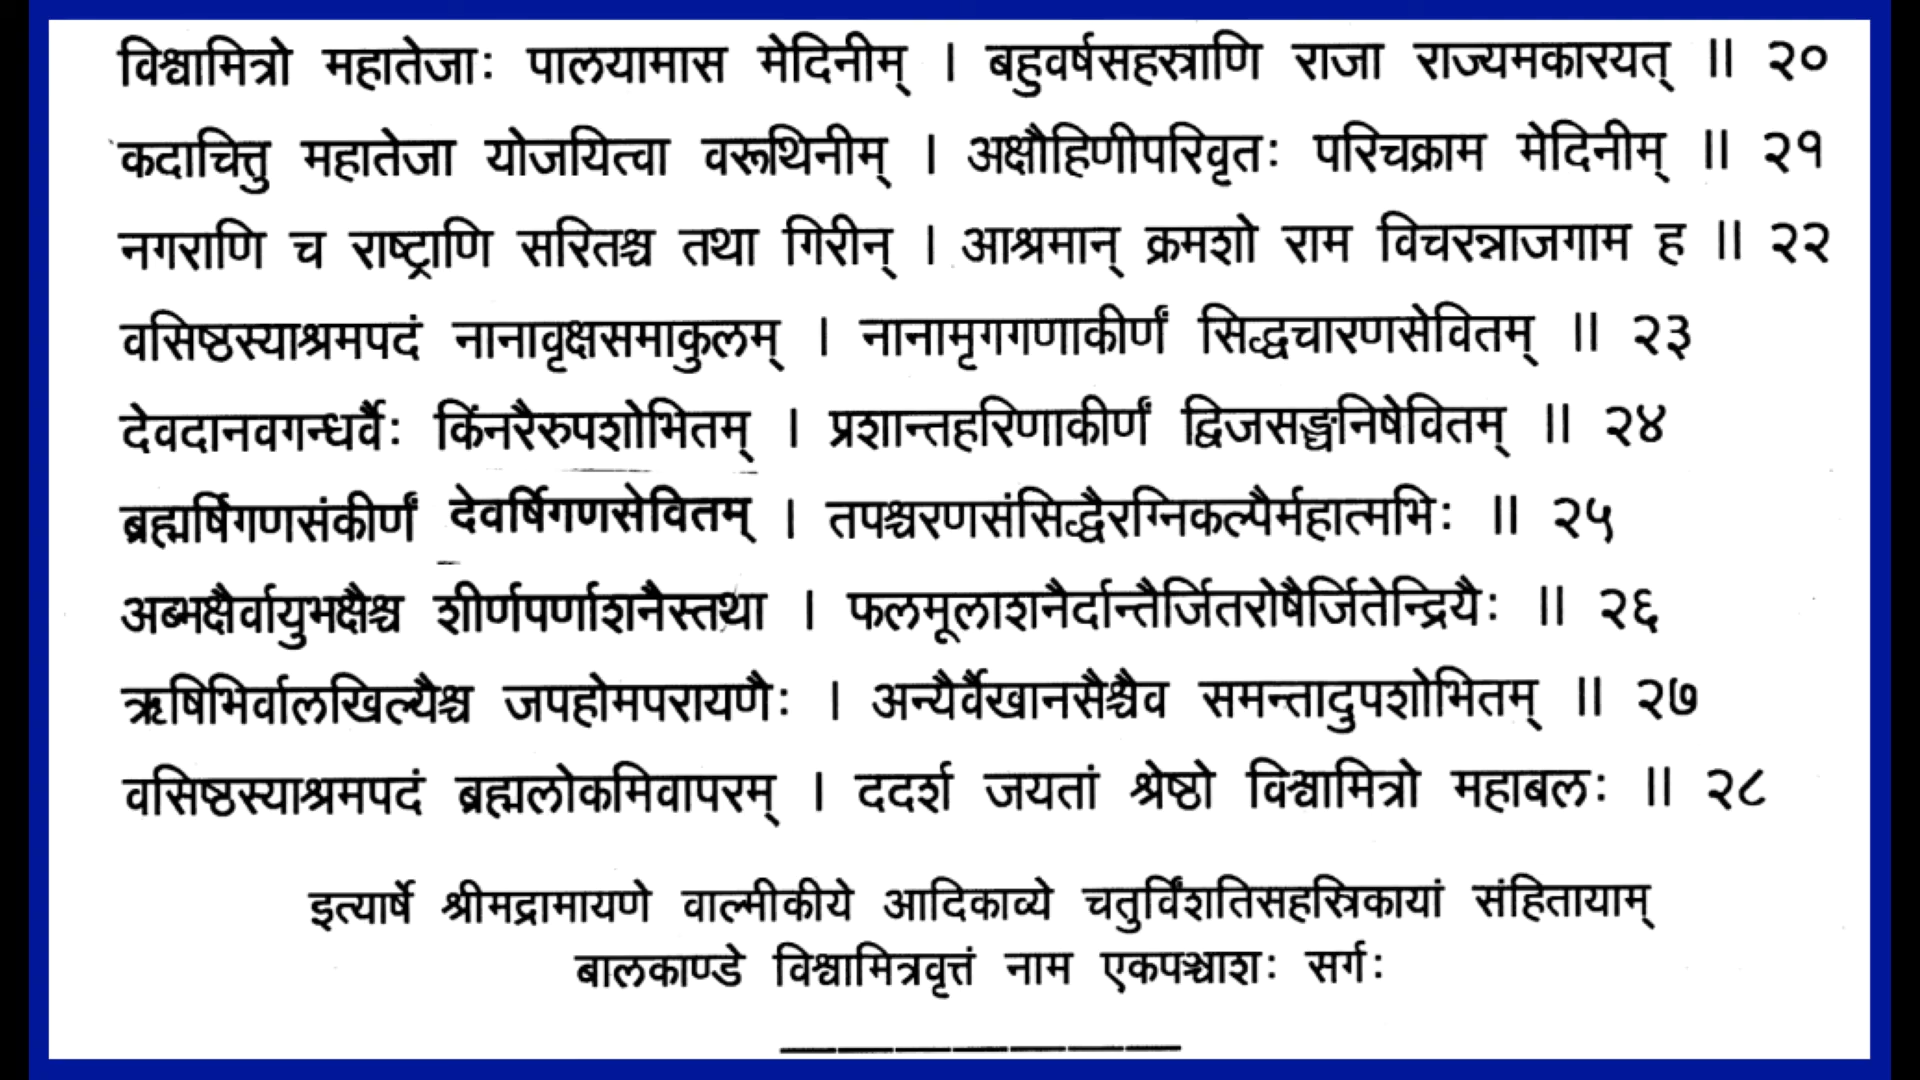 विश्वामित्रो महातेजाः पालयामास मेदिनीम् । बहुवर्षसहस्राणि राजा राज्यमकारयत् ॥ २०
कदाचित्तु महातेजा योजयित्वा वरूथिनीम् । अक्षौहिणीपरिवृतः परिचक्राम मेदिनीम् ॥ २१
नगराणि च राष्ट्राणि सरितश्च तथा गिरीन् । आश्रमान् क्रमशो राम विचरन्नाजगाम ह ॥ २२
वसिष्ठस्याश्रमपदं नानावृक्षसमाकुलम् । नानामृगगणाकीर्णं सिद्धचारणसेवितम् ॥ २३
देवदानवगन्धर्वैः किंनरैरुपशोभितम् । प्रशान्तहरिणाकीर्णं द्विजसङ्घनिषेवितम् ॥ २४
ब्रह्मर्षिगणसंकीर्णं देवर्षिगणसेवितम् । तपश्चरणसंसिद्धैरग्निकल्पैर्महात्मभिः ॥ २५
अब्भक्षैर्वायुभक्षैश्च शीर्णपर्णाशनैस्तथा । फलमूलाशनैर्दान्तैर्जितरोषैर्जितेन्द्रियैः ॥ २६
ऋषिभिर्वालखिल्यैश्च जपहोमपरायणैः । अन्यैर्वैखानसैश्चैव समन्तादुपशोभितम् ॥ २७
वसिष्ठस्याश्रमपदं ब्रह्मलोकमिवापरम् । ददर्श जयतां श्रेष्ठो विश्वामित्रो महाबलः ॥ २८
इत्यार्षे श्रीमद्रामायणे वाल्मीकीये आदिकाव्ये चतुर्विंशतिसहस्रिकायां संहितायाम्
बालकाण्डे विश्वामित्रवृत्तं नाम एकपञ्चाशः सर्गः